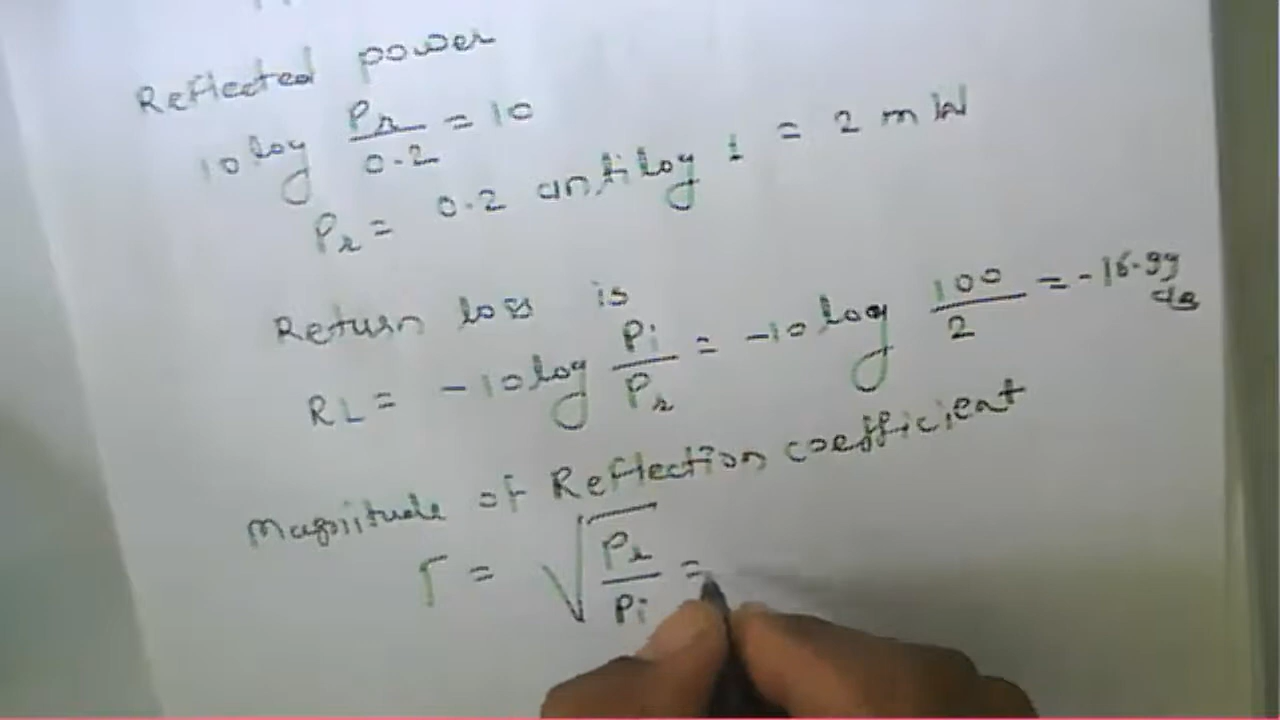 Reflected power
10 log Pr/0.2 = 10
Pr = 0.2 antilog 1 = 2 mW
Return loss is
RL = -10 log Pi/Pr = -10 log 100/2 = -16.99 dB
Magnitude of Reflection coefficient
Γ = √Pr/Pi =